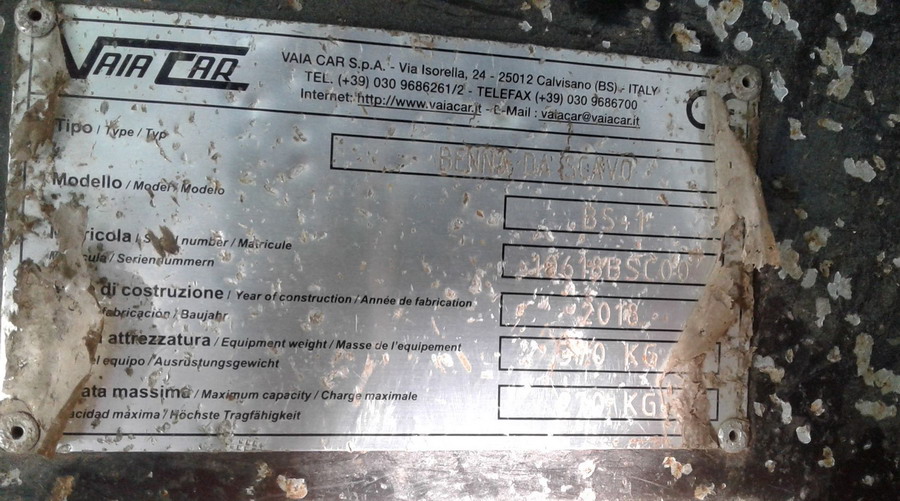 VAIA CAR
VAIA CAR S.p.A. - Via Isorella, 24 - 25012 Calvisano (BS) - ITALY
TEL. (+39) 030 9686261/2 - TELEFAX (+39) 030 9686700
Internet: http://www.vaiacar.it - E-Mail : vaiacar@vaiacar.it
Tipo / Type / Typ
BENNA DA SCAVO
Modello / Model / Modelo
BS 1
number / Matricule
Seriennummern
di costruzione / Year of construction / Année de fabrication
2018
fabricación / Baujahr
attrezzatura / Equipment weight / Masse de l'equipement
KG
equipo / Ausrüstungsgewicht
massima / Maximum capacity / Charge maximale
KG
máxima / Höchste Tragfähigkeit